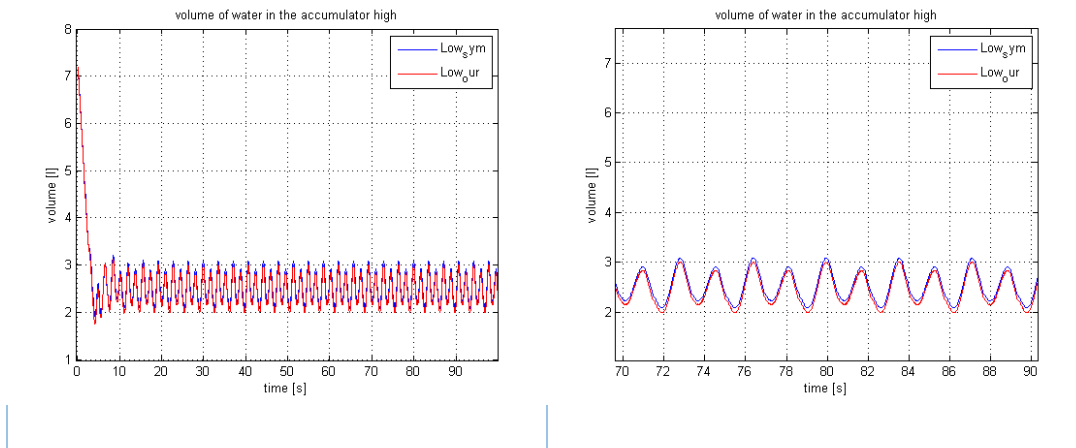 volume of water in the accumulator high
8
7
6
5
4
3
2
1
volume [l]
Low_sym
Low_our
0 10 20 30 40 50 60 70 80 90
time [s]
volume of water in the accumulator high
7
6
5
4
3
2
volume [l]
Low_sym
Low_our
70 72 74 76 78 80 82 84 86 88 90
time [s]